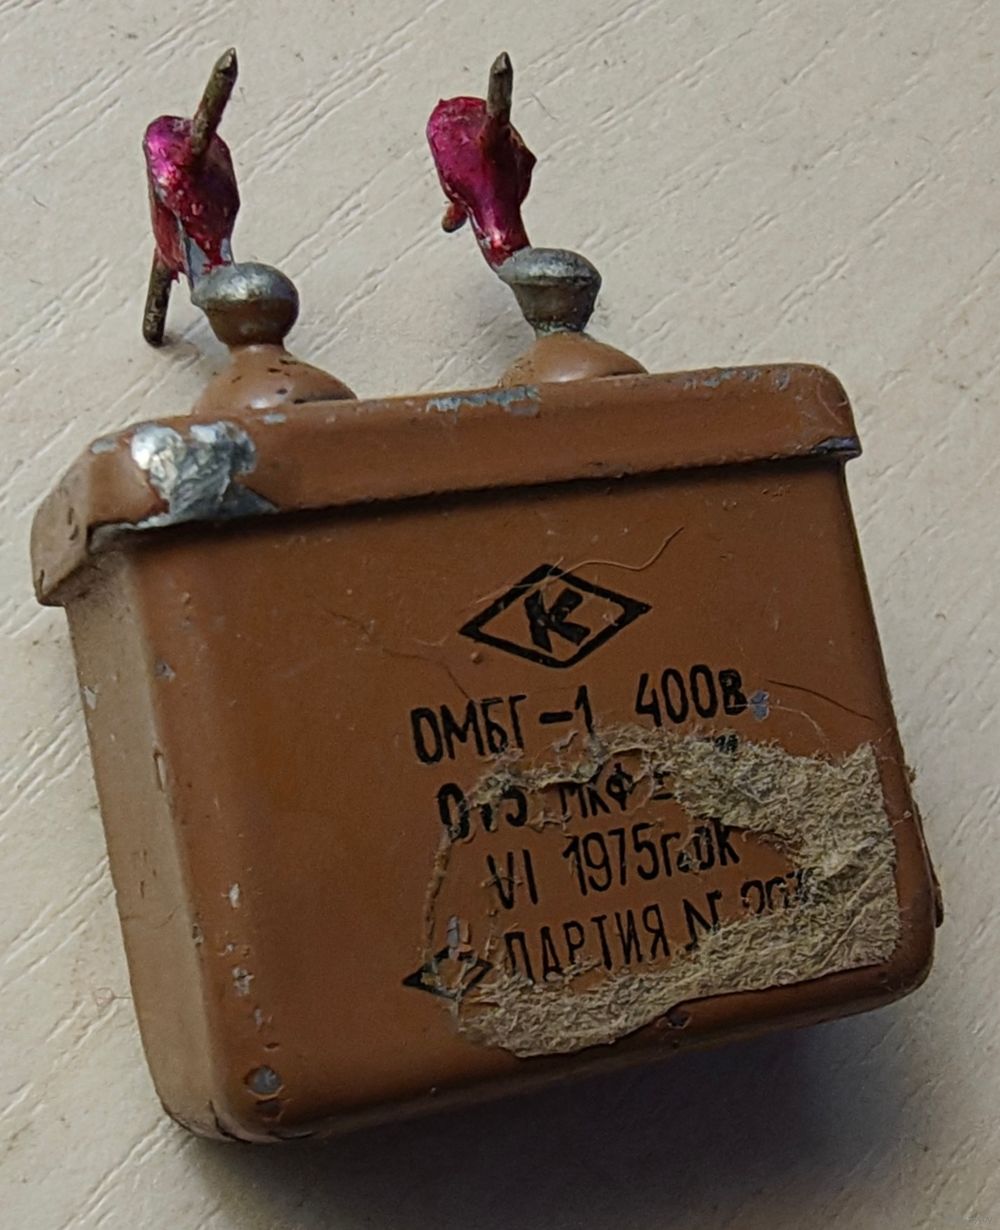 К
ОМБГ-1 400В
МКФ ±
VI 1975г. ОК
ПАРТИЯ №